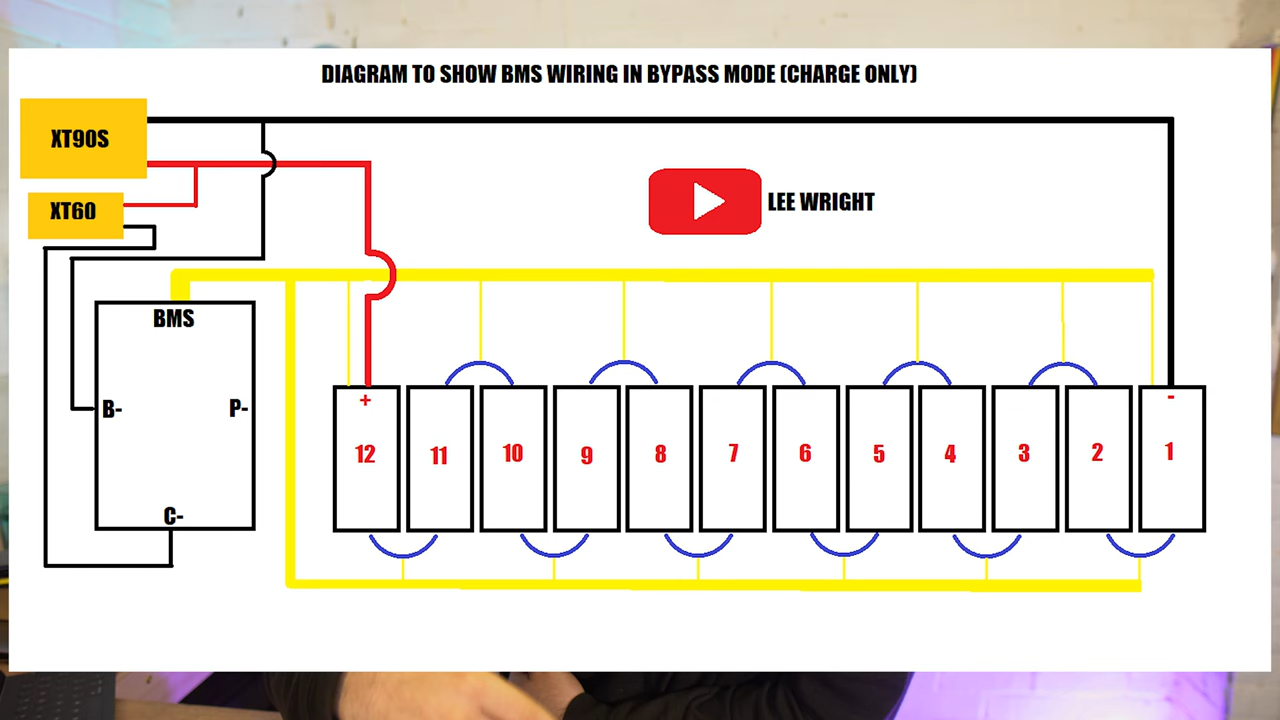 DIAGRAM TO SHOW BMS WIRING IN BYPASS MODE (CHARGE ONLY)
XT90S
XT60
LEE WRIGHT
BMS
B-
P-
C-
+
-
12
11
10
9
8
7
6
5
4
3
2
1